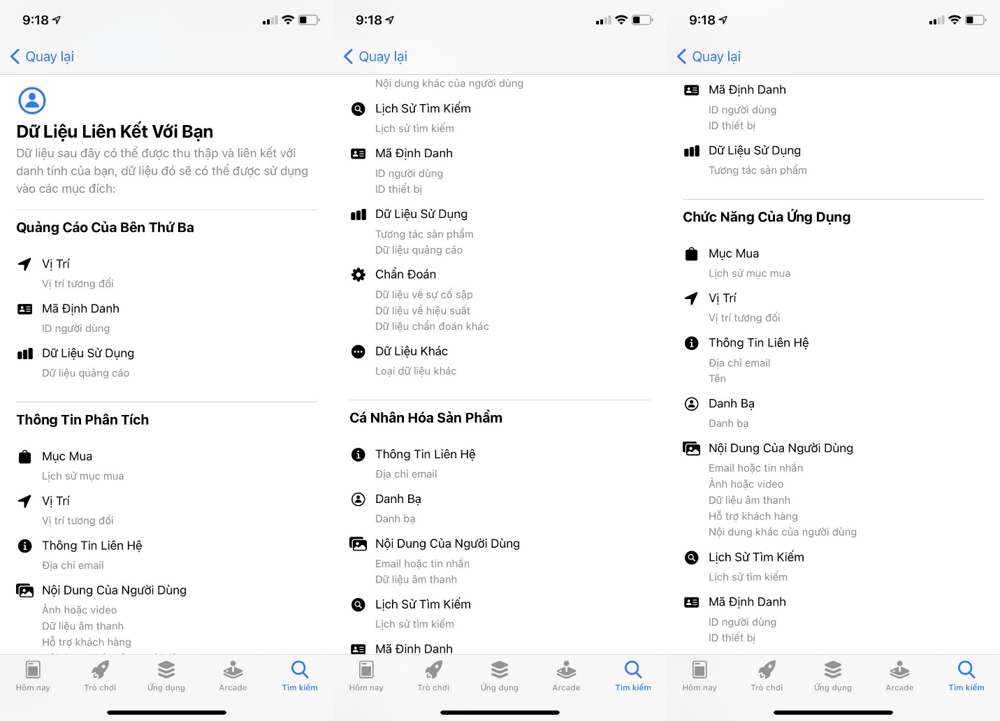 9:18
Quay lại
Dữ Liệu Liên Kết Với Bạn
Dữ liệu sau đây có thể được thu thập và liên kết với
danh tính của bạn, dữ liệu đó sẽ có thể được sử dụng
vào các mục đích:
Quảng Cáo Của Bên Thứ Ba
Vị Trí
Vị trí tương đối
Mã Định Danh
ID người dùng
Dữ Liệu Sử Dụng
Dữ liệu quảng cáo
Thông Tin Phân Tích
Mục Mua
Lịch sử mục mua
Vị Trí
Vị trí tương đối
Thông Tin Liên Hệ
Địa chỉ email
Nội Dung Của Người Dùng
Ảnh hoặc video
Dữ liệu âm thanh
Hỗ trợ khách hàng
Hôm nay
Trò chơi
Ứng dụng
Arcade
Tìm kiếm
9:18
Quay lại
Nội dung khác của người dùng
Lịch Sử Tìm Kiếm
Lịch sử tìm kiếm
Mã Định Danh
ID người dùng
ID thiết bị
Dữ Liệu Sử Dụng
Tương tác sản phẩm
Dữ liệu quảng cáo
Chẩn Đoán
Dữ liệu về sự cố sập
Dữ liệu về hiệu suất
Dữ liệu chẩn đoán khác
Dữ Liệu Khác
Loại dữ liệu khác
Cá Nhân Hóa Sản Phẩm
Thông Tin Liên Hệ
Địa chỉ email
Danh Bạ
Danh bạ
Nội Dung Của Người Dùng
Email hoặc tin nhắn
Dữ liệu âm thanh
Lịch Sử Tìm Kiếm
Lịch sử tìm kiếm
Mã Định Danh
Hôm nay
Trò chơi
Ứng dụng
Arcade
Tìm kiếm
9:18
Quay lại
Mã Định Danh
ID người dùng
ID thiết bị
Dữ Liệu Sử Dụng
Tương tác sản phẩm
Chức Năng Của Ứng Dụng
Mục Mua
Lịch sử mục mua
Vị Trí
Vị trí tương đối
Thông Tin Liên Hệ
Địa chỉ email
Tên
Danh Bạ
Danh bạ
Nội Dung Của Người Dùng
Email hoặc tin nhắn
Ảnh hoặc video
Dữ liệu âm thanh
Hỗ trợ khách hàng
Nội dung khác của người dùng
Lịch Sử Tìm Kiếm
Lịch sử tìm kiếm
Mã Định Danh
ID người dùng
ID thiết bị
Hôm nay
Trò chơi
Ứng dụng
Arcade
Tìm kiếm